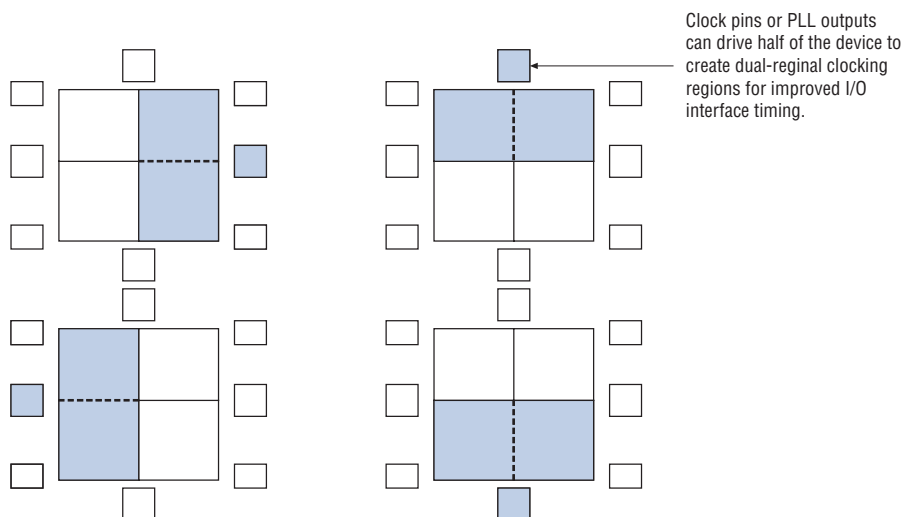 Clock pins or PLL outputs
can drive half of the device to
create dual-reginal clocking
regions for improved I/O
interface timing.